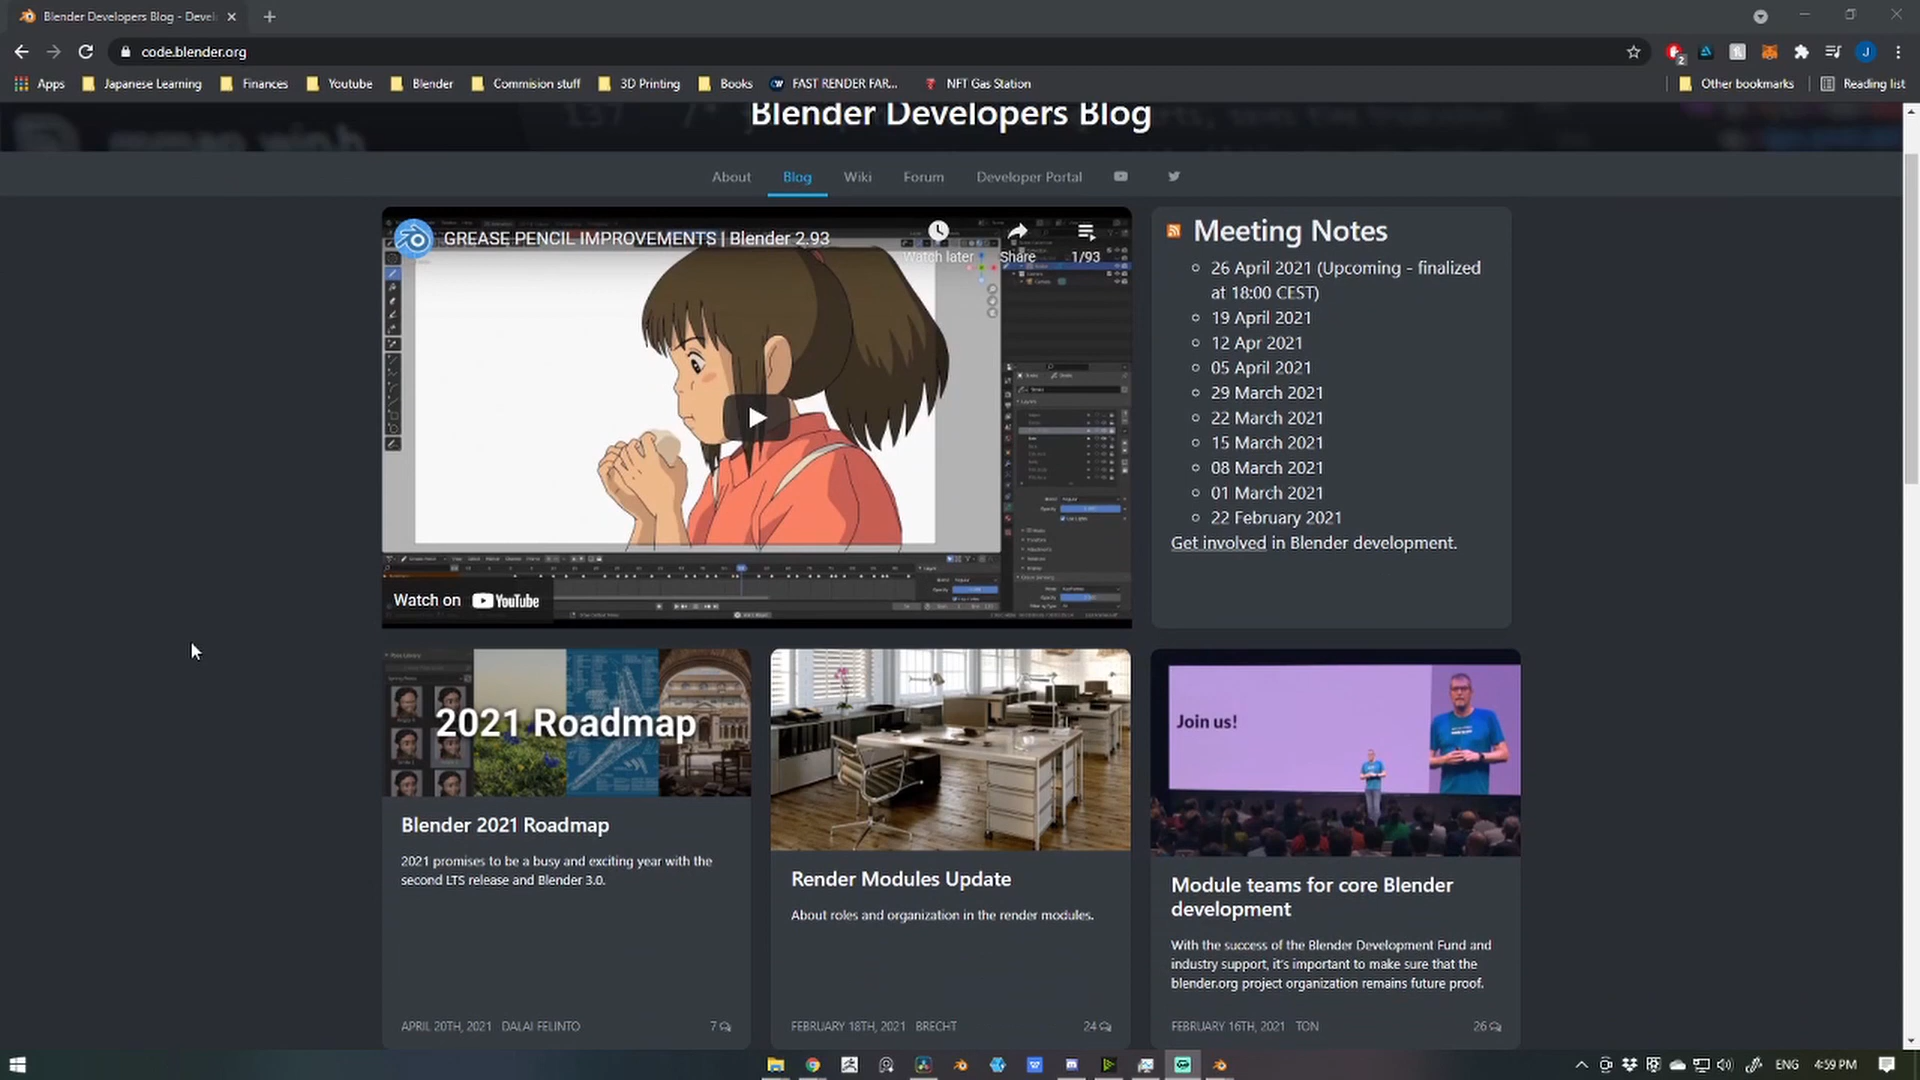 Blender Developers Blog - Devel
code.blender.org
2
J
Apps
Japanese Learning
Finances
Youtube
Blender
Commision stuff
3D Printing
Books
FAST RENDER FAR...
NFT Gas Station
Other bookmarks
Reading list
Blender Developers Blog
About
Blog
Wiki
Forum
Developer Portal
GREASE PENCIL IMPROVEMENTS | Blender 2.93
Watch later
Share
1/93
Watch on YouTube
Meeting Notes
26 April 2021 (Upcoming - finalized
at 18:00 CEST)
19 April 2021
12 Apr 2021
05 April 2021
29 March 2021
22 March 2021
15 March 2021
08 March 2021
01 March 2021
22 February 2021
Get involved in Blender development.
2021 Roadmap
Blender 2021 Roadmap
2021 promises to be a busy and exciting year with the
second LTS release and Blender 3.0.
APRIL 20TH, 2021 DALAI FELINTO 7
Render Modules Update
About roles and organization in the render modules.
FEBRUARY 18TH, 2021 BRECHT 24
Join us!
Module teams for core Blender
development
With the success of the Blender Development Fund and
industry support, it's important to make sure that the
blender.org project organization remains future proof.
FEBRUARY 16TH, 2021 TON 26
ENG
4:59 PM